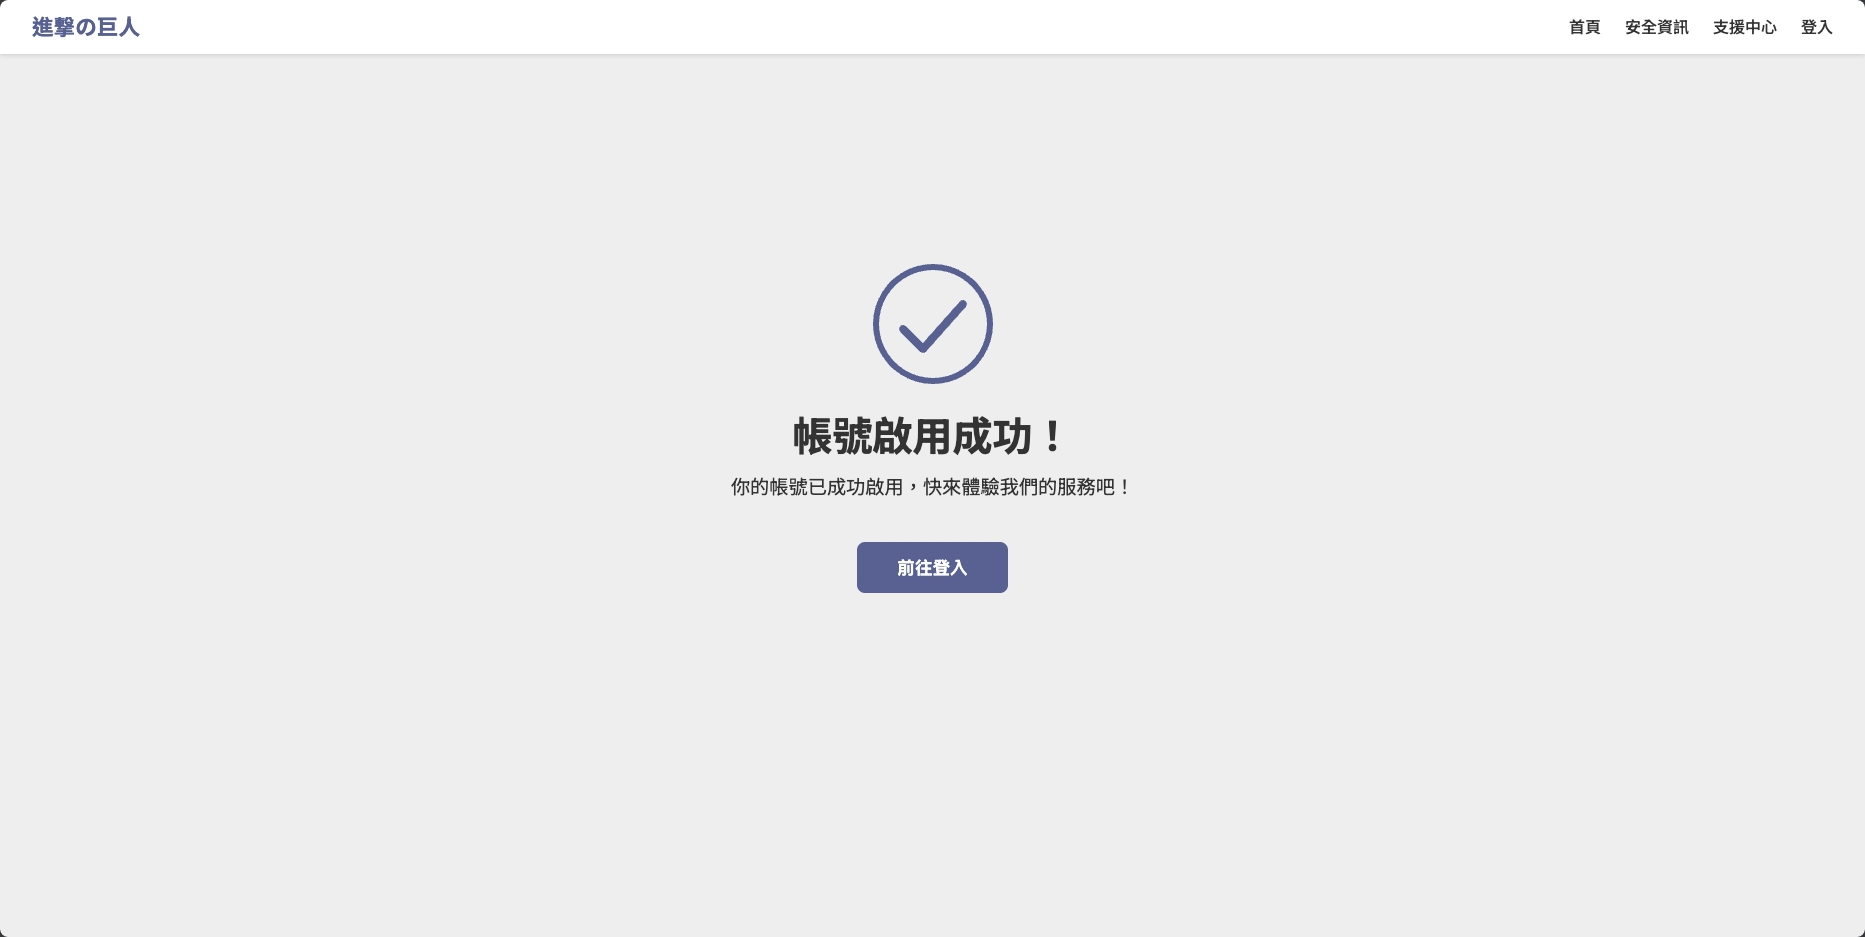 進撃の巨人
首頁 安全資訊 支援中心 登入
帳號啟用成功！
你的帳號已成功啟用，快來體驗我們的服務吧！
前往登入